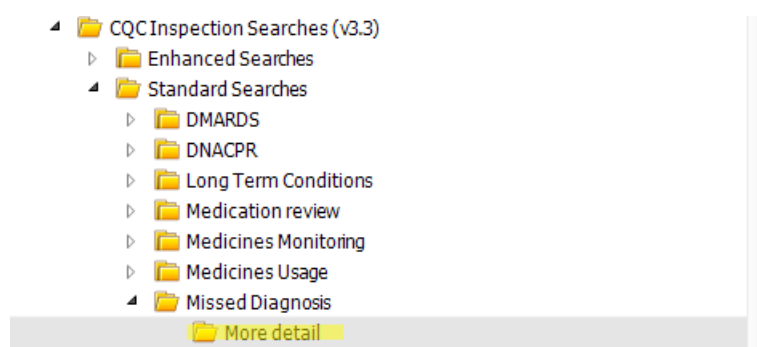 CQC Inspection Searches (v3.3)
Enhanced Searches
Standard Searches
DMARDS
DNACPR
Long Term Conditions
Medication review
Medicines Monitoring
Medicines Usage
Missed Diagnosis
More detail